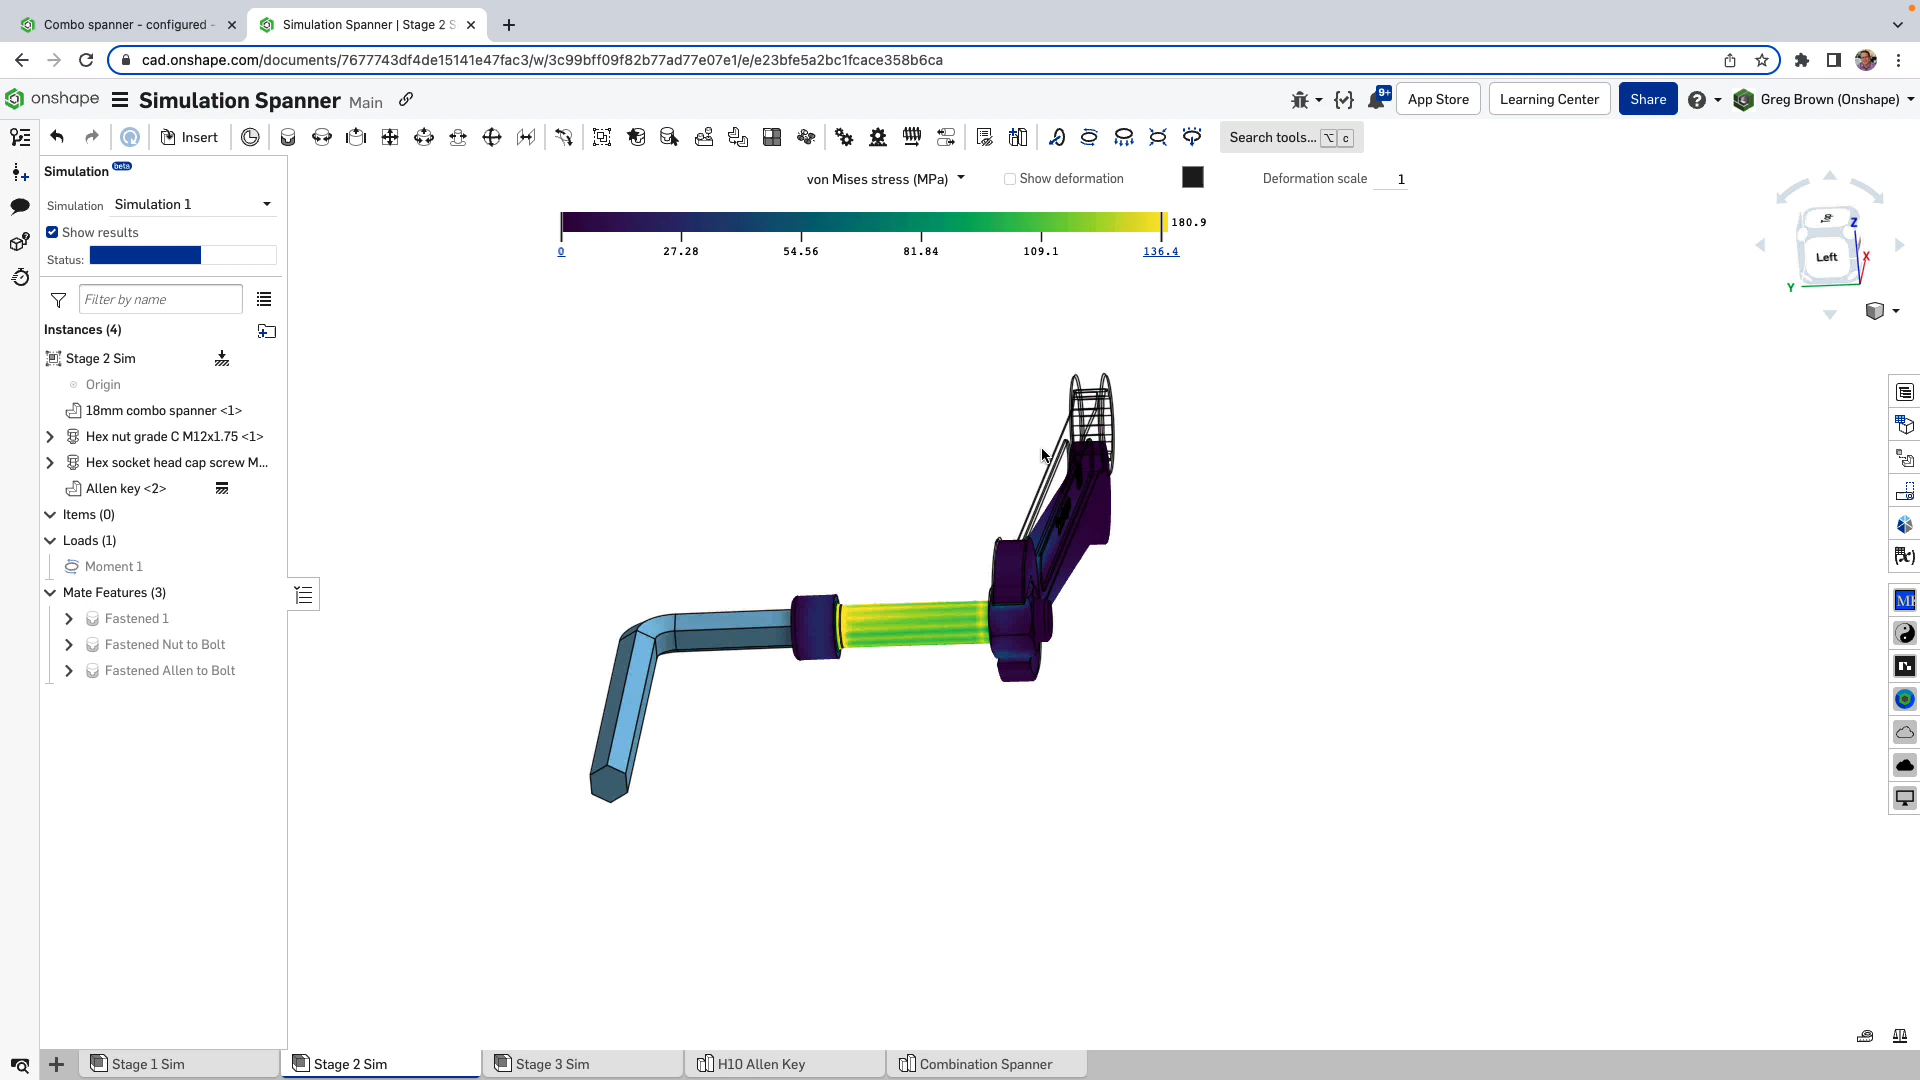 Combo spanner - configured -
Simulation Spanner | Stage 2 S
cad.onshape.com/documents/7677743df4de15141e47fac3/w/3c99bff09f82b77ad77e07e1/e/e23bfe5a2bc1fcace358b6ca
onshape
Simulation Spanner Main
9+
App Store
Learning Center
Share
Greg Brown (Onshape)
Insert
Search tools... ⌥ c
Simulation beta
Simulation Simulation 1
Show results
Status:
Filter by name
Instances (4)
Stage 2 Sim
Origin
18mm combo spanner <1>
Hex nut grade C M12x1.75 <1>
Hex socket head cap screw M...
Allen key <2>
Items (0)
Loads (1)
Moment 1
Mate Features (3)
Fastened 1
Fastened Nut to Bolt
Fastened Allen to Bolt
von Mises stress (MPa)
Show deformation
Deformation scale 1
180.9
0 27.28 54.56 81.84 109.1 136.4
Z
Left
X
Y
Stage 1 Sim
Stage 2 Sim
Stage 3 Sim
H10 Allen Key
Combination Spanner